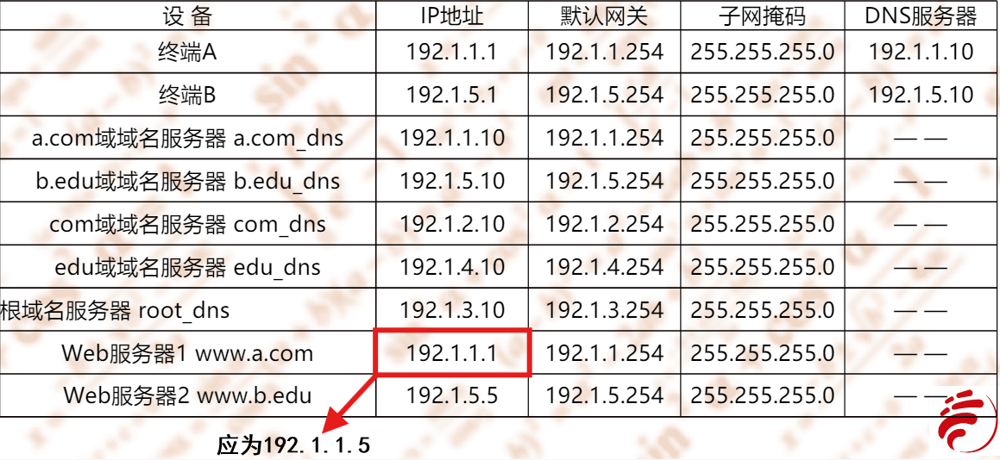 设 备 IP地址 默认网关 子网掩码 DNS服务器
终端A 192.1.1.1 192.1.1.254 255.255.255.0 192.1.1.10
终端B 192.1.5.1 192.1.5.254 255.255.255.0 192.1.5.10
a.com域域名服务器 a.com_dns 192.1.1.10 192.1.1.254 255.255.255.0 — —
b.edu域域名服务器 b.edu_dns 192.1.5.10 192.1.5.254 255.255.255.0 — —
com域域名服务器 com_dns 192.1.2.10 192.1.2.254 255.255.255.0 — —
edu域域名服务器 edu_dns 192.1.4.10 192.1.4.254 255.255.255.0 — —
根域名服务器 root_dns 192.1.3.10 192.1.3.254 255.255.255.0 — —
Web服务器1 www.a.com 192.1.1.1 192.1.1.254 255.255.255.0 — —
Web服务器2 www.b.edu 192.1.5.5 192.1.5.254 255.255.255.0 — —
应为192.1.1.5